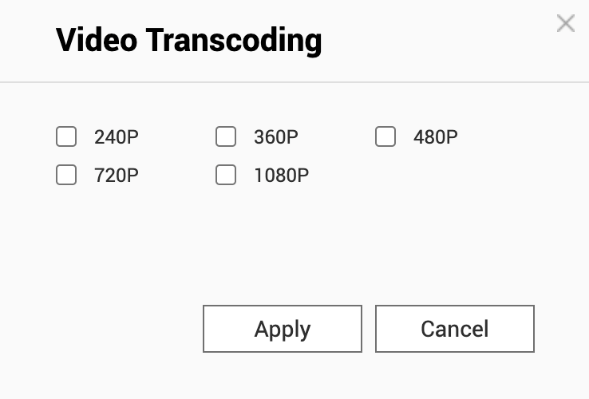 Video Transcoding
240P 360P 480P
720P 1080P
Apply Cancel